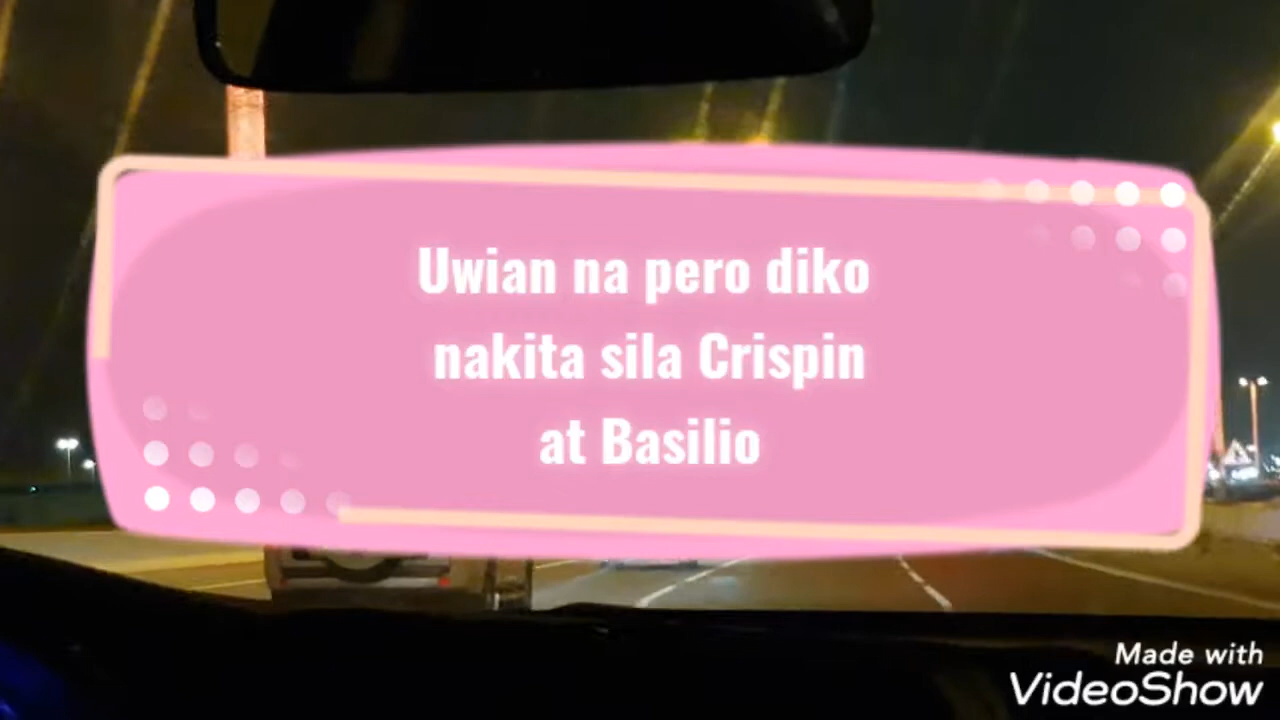 Uwian na pero diko
nakita sila Crispin
at Basilio
Made with
VideoShow